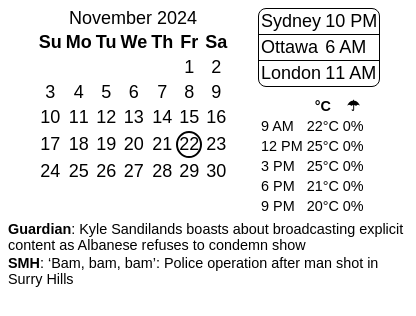 November 2024
Su Mo Tu We Th Fr Sa
1 2
3 4 5 6 7 8 9
10 11 12 13 14 15 16
17 18 19 20 21 22 23
24 25 26 27 28 29 30
Sydney 10 PM
Ottawa 6 AM
London 11 AM
°C ☂
9 AM 22°C 0%
12 PM 25°C 0%
3 PM 25°C 0%
6 PM 21°C 0%
9 PM 20°C 0%
Guardian: Kyle Sandilands boasts about broadcasting explicit
content as Albanese refuses to condemn show
SMH: ‘Bam, bam, bam’: Police operation after man shot in
Surry Hills